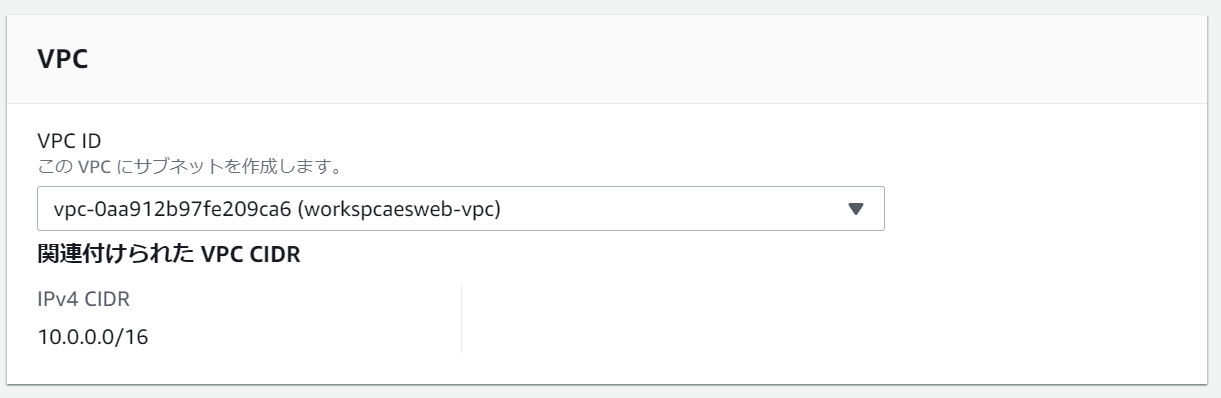 VPC
VPC ID
この VPC にサブネットを作成します。
vpc-0aa912b97fe209ca6 (workspcaesweb-vpc)
関連付けられた VPC CIDR
IPv4 CIDR
10.0.0.0/16